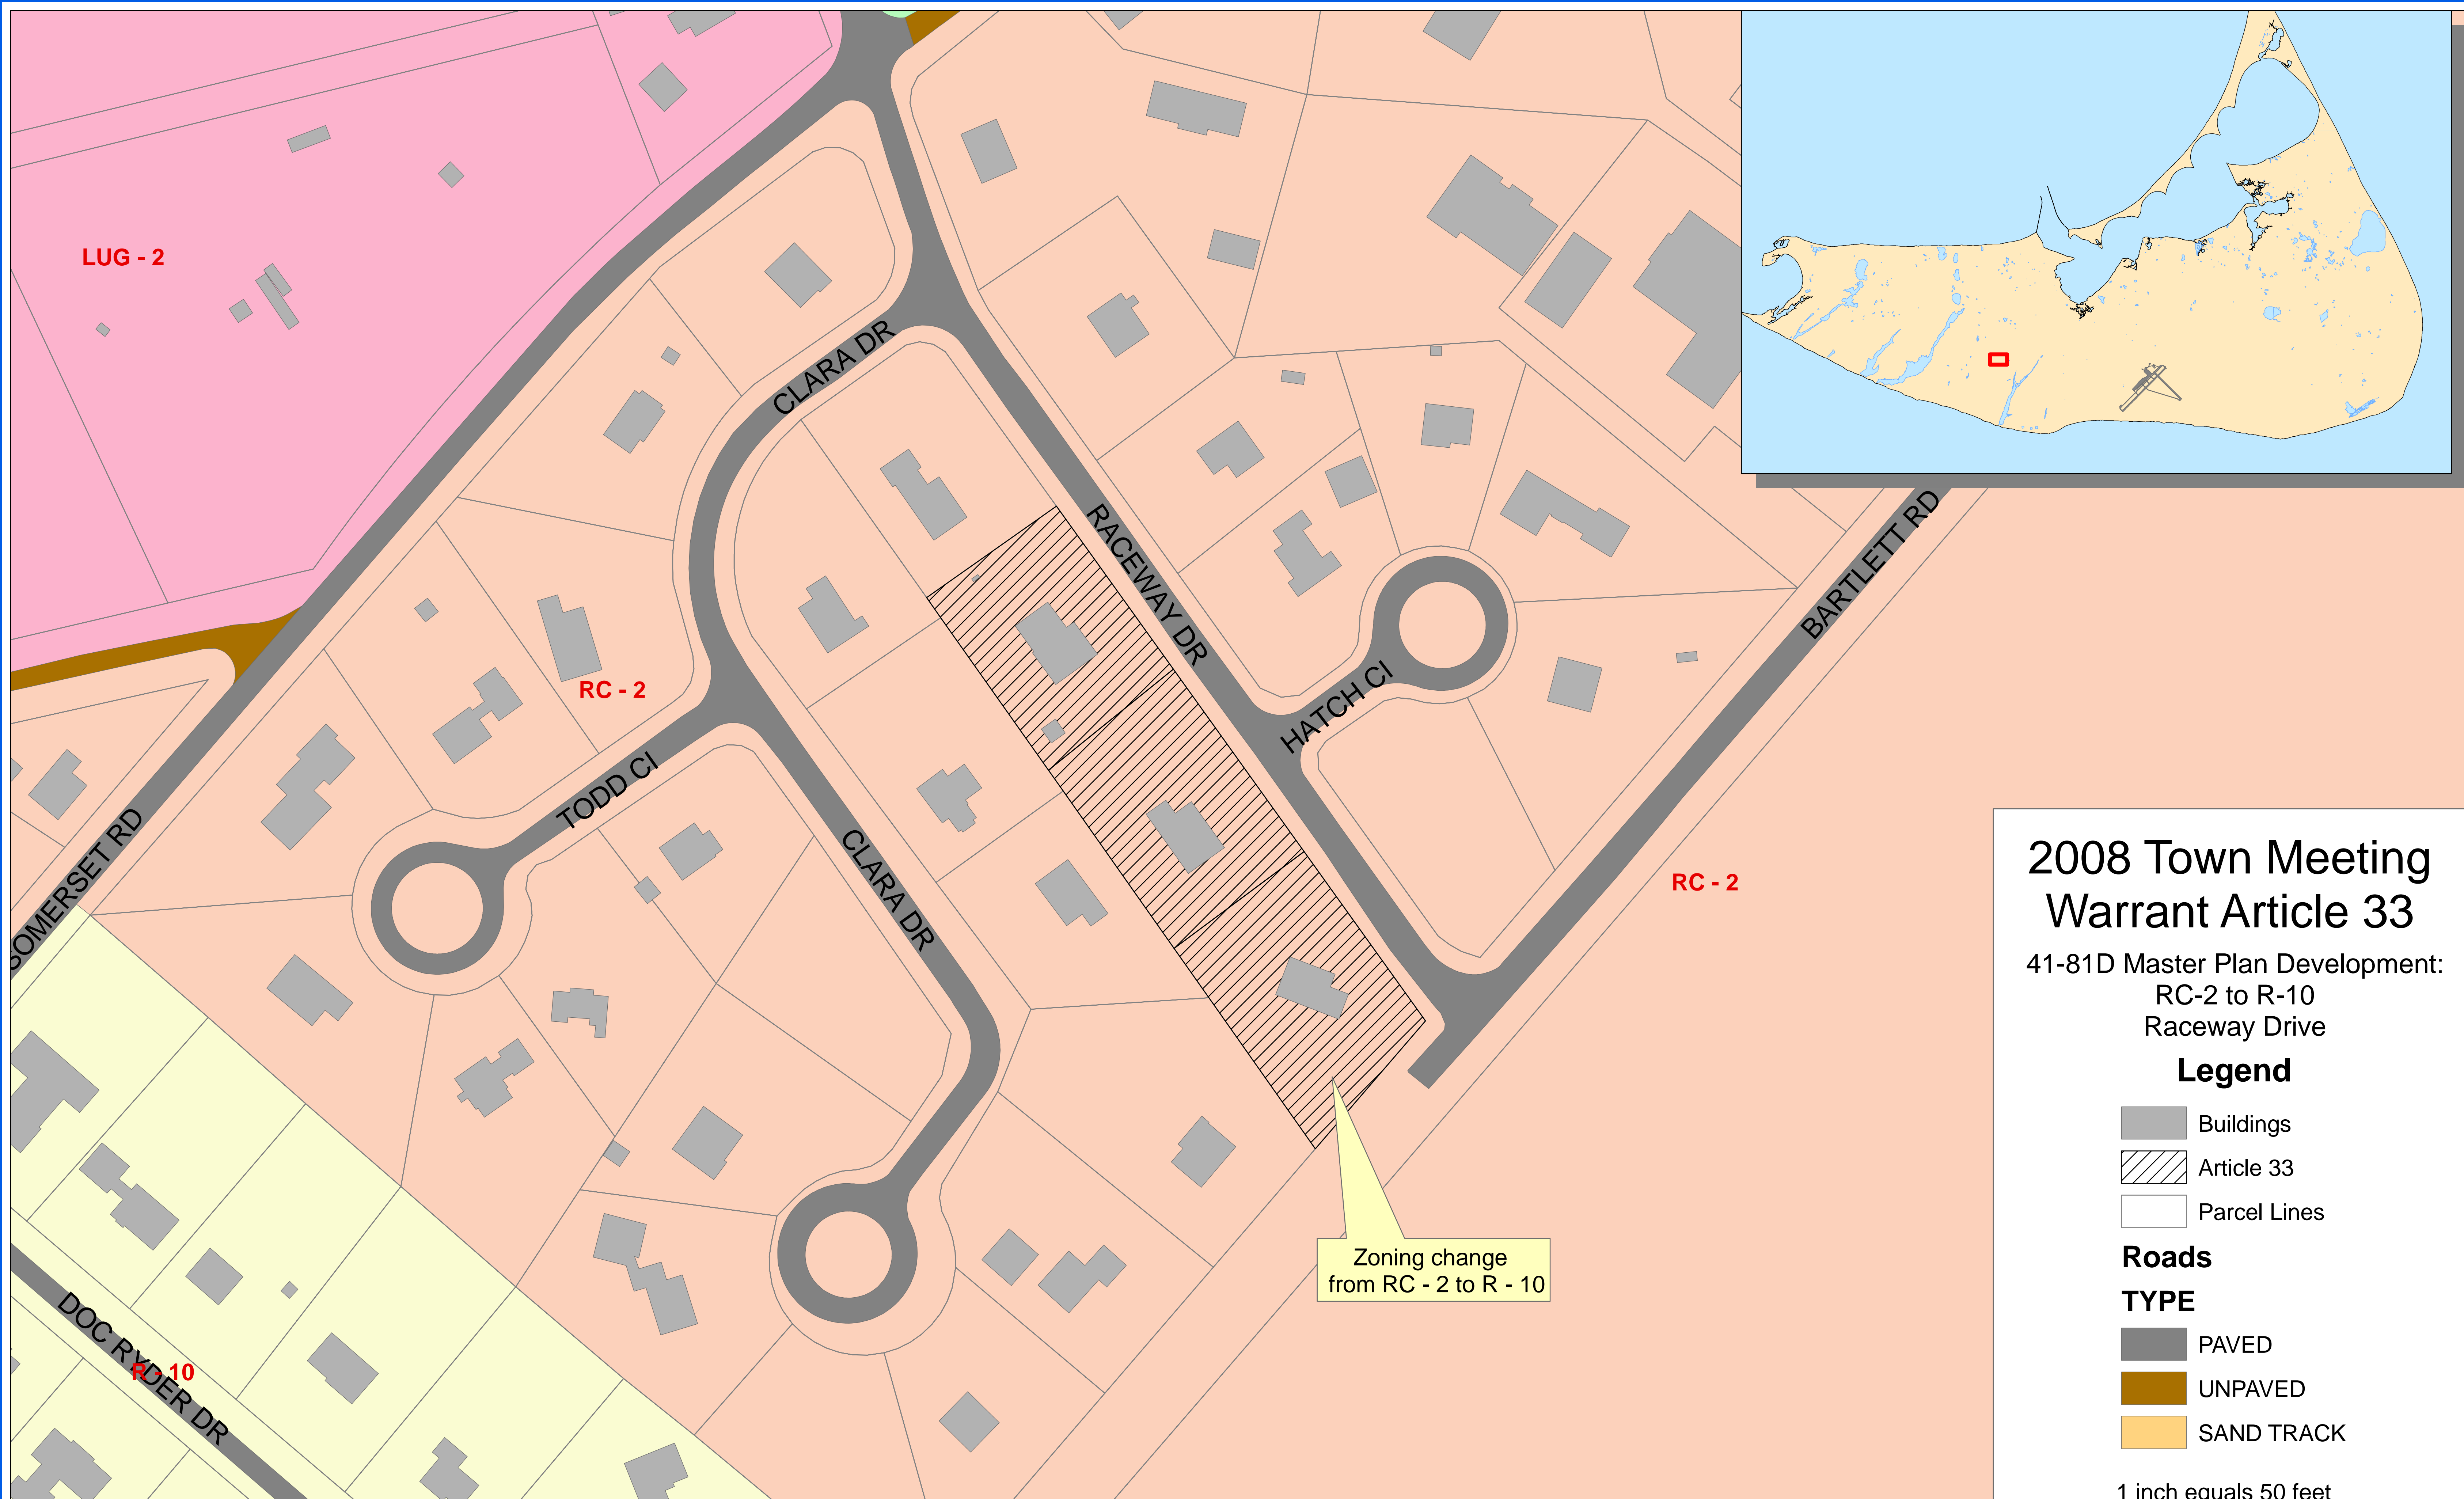 LUG - 2
CLARA DR
RACEWAY DR
BARTLETT RD
HATCH CI
RC - 2
TODD CI
SOMERSET RD
CLARA DR
RC - 2
DOC RYDER DR
R - 10
Zoning change
from RC - 2 to R - 10
2008 Town Meeting
Warrant Article 33
41-81D Master Plan Development:
RC-2 to R-10
Raceway Drive
Legend
Buildings
Article 33
Parcel Lines
Roads
TYPE
PAVED
UNPAVED
SAND TRACK
1 inch equals 50 feet